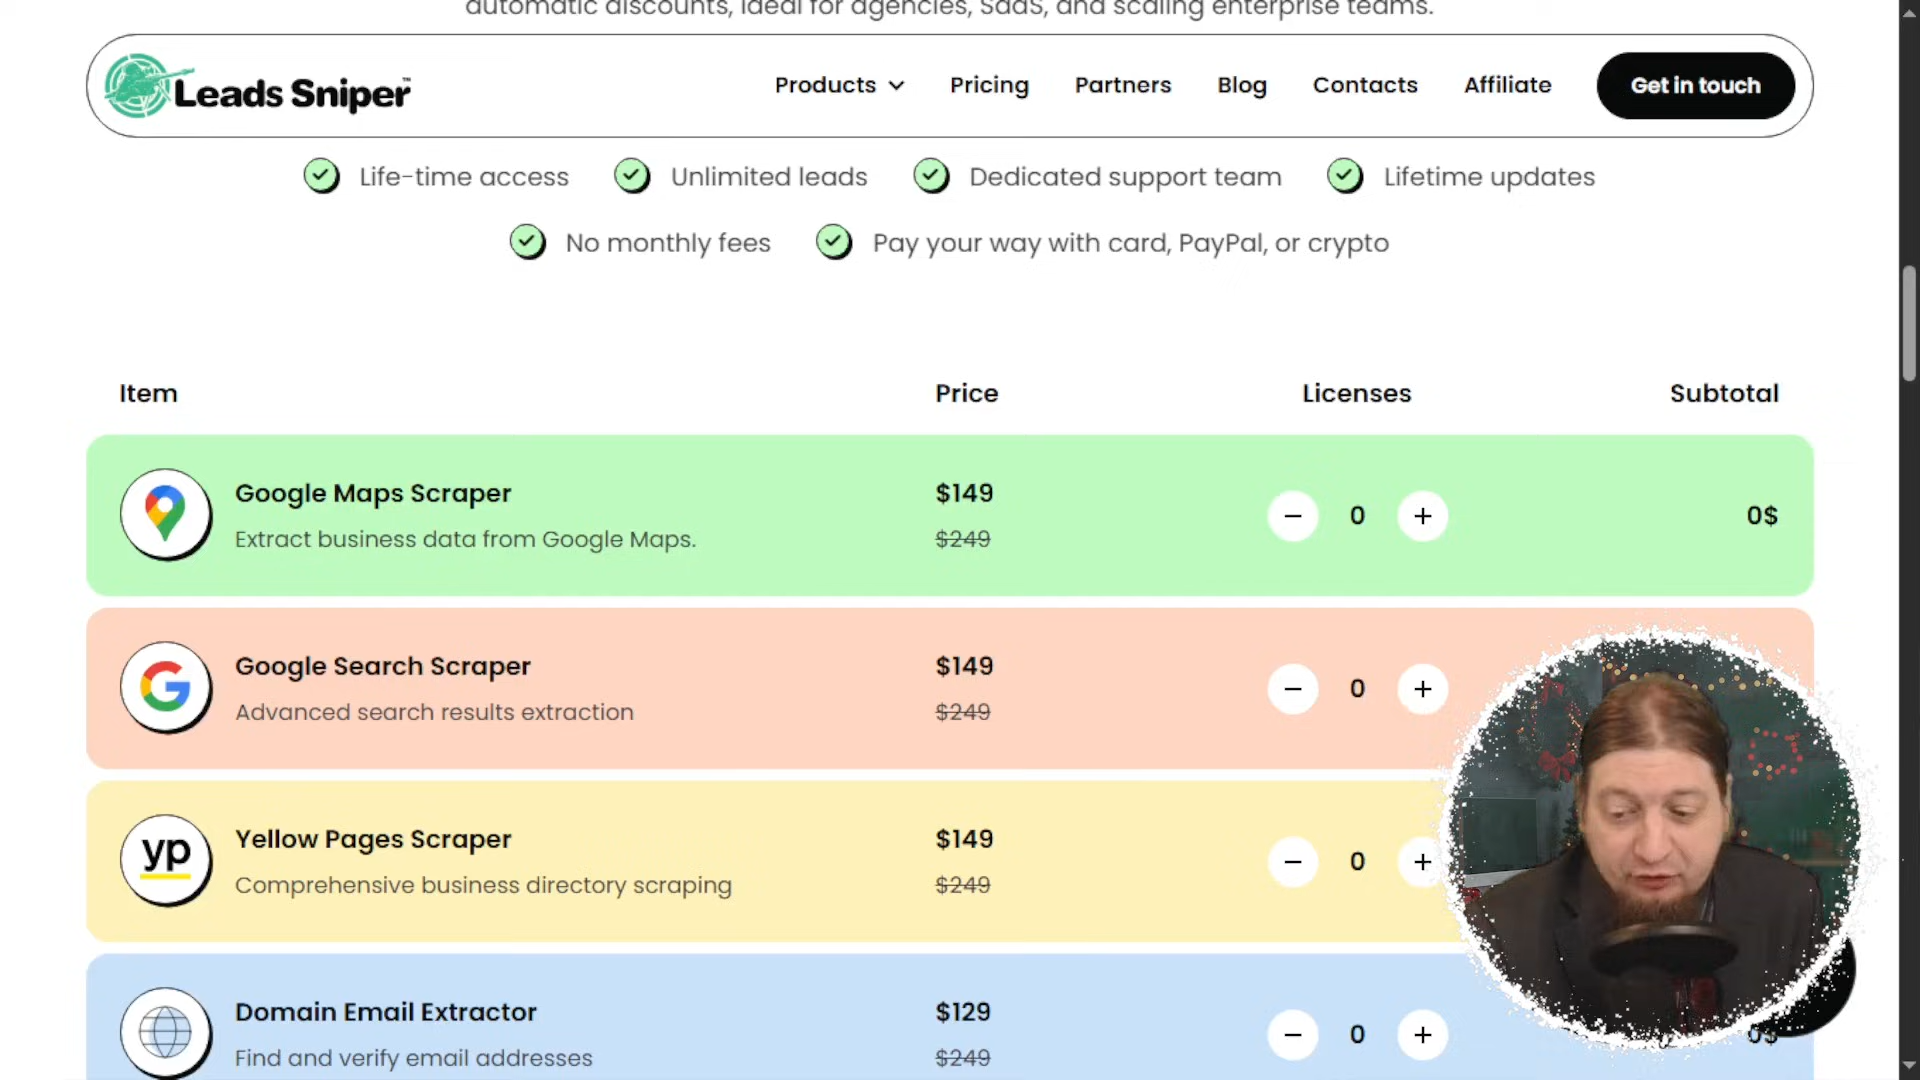 automatic discounts, ideal for agencies, SaaS, and scaling enterprise teams.
Leads Sniper™
Products
Pricing
Partners
Blog
Contacts
Affiliate
Get in touch
Life-time access
Unlimited leads
Dedicated support team
Lifetime updates
No monthly fees
Pay your way with card, PayPal, or crypto
Item
Price
Licenses
Subtotal
Google Maps Scraper
Extract business data from Google Maps.
$149
$249
0
0$
Google Search Scraper
Advanced search results extraction
$149
$249
0
yp
Yellow Pages Scraper
Comprehensive business directory scraping
$149
$249
0
Domain Email Extractor
Find and verify email addresses
$129
$249
0
0$